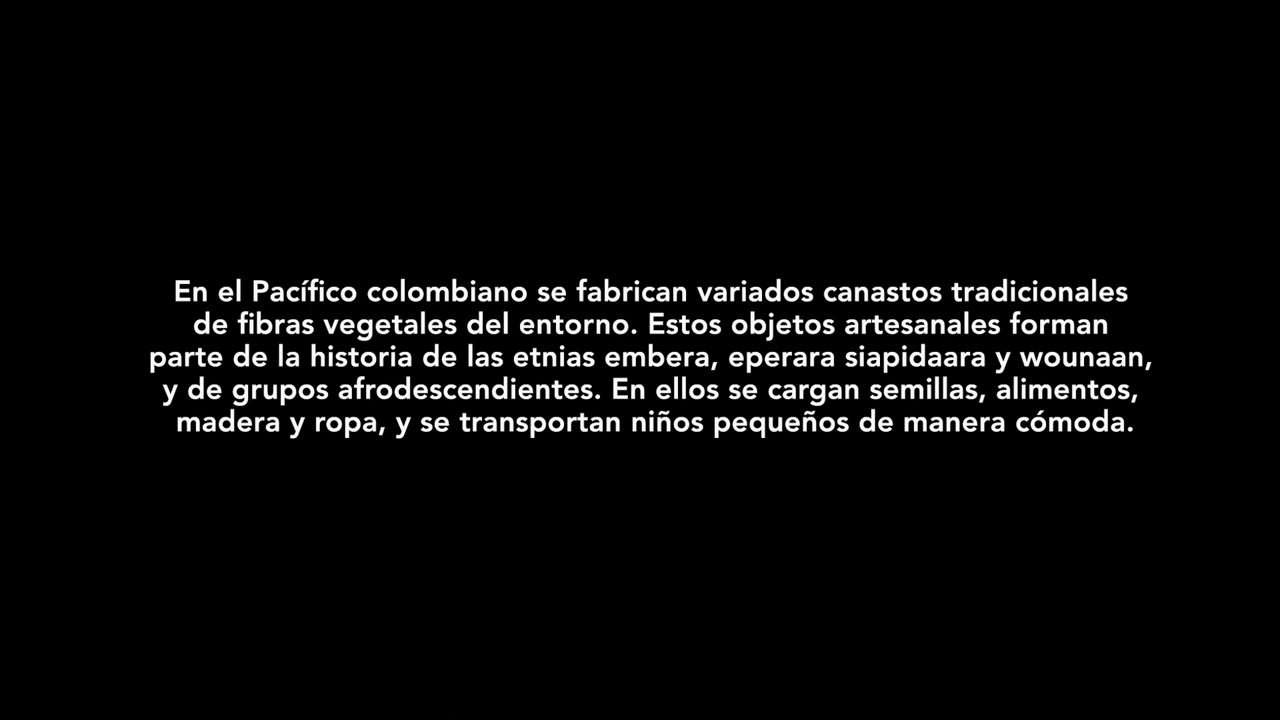 En el Pacífico colombiano se fabrican variados canastos tradicionales
de fibras vegetales del entorno. Estos objetos artesanales forman
parte de la historia de las etnias embera, eperara siapidaara y wounaan,
y de grupos afrodescendientes. En ellos se cargan semillas, alimentos,
madera y ropa, y se transportan niños pequeños de manera cómoda.